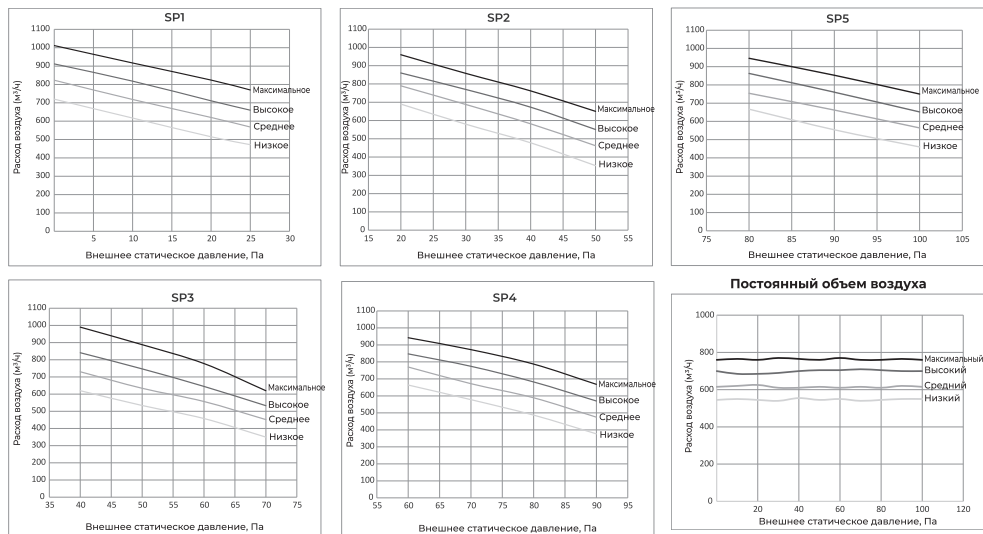 SP1
1100
1000
900
800
700
600
500
400
300
200
100
0
Расход воздуха (м³/ч)
Максимальное
Высокое
Среднее
Низкое
5 10 15 20 25 30
Внешнее статическое давление, Па
SP2
1100
1000
900
800
700
600
500
400
300
200
100
0
Расход воздуха (м³/ч)
Максимальное
Высокое
Среднее
Низкое
15 20 25 30 35 40 45 50 55
Внешнее статическое давление, Па
SP5
1100
1000
900
800
700
600
500
400
300
200
100
0
Расход воздуха (м³/ч)
Максимальное
Высокое
Среднее
Низкое
75 80 85 90 95 100 105
Внешнее статическое давление, Па
SP3
1100
1000
900
800
700
600
500
400
300
200
100
0
Расход воздуха (м³/ч)
Максимальное
Высокое
Среднее
Низкое
35 40 45 50 55 60 65 70 75
Внешнее статическое давление, Па
SP4
1100
1000
900
800
700
600
500
400
300
200
100
0
Расход воздуха (м³/ч)
Максимальное
Высокое
Среднее
Низкое
55 60 65 70 75 80 85 90 95
Внешнее статическое давление, Па
Постоянный объем воздуха
1000
800
600
400
200
0
Расход воздуха (м³/ч)
Максимальный
Высокий
Средний
Низкий
20 40 60 80 100 120
Внешнее статическое давление, Па